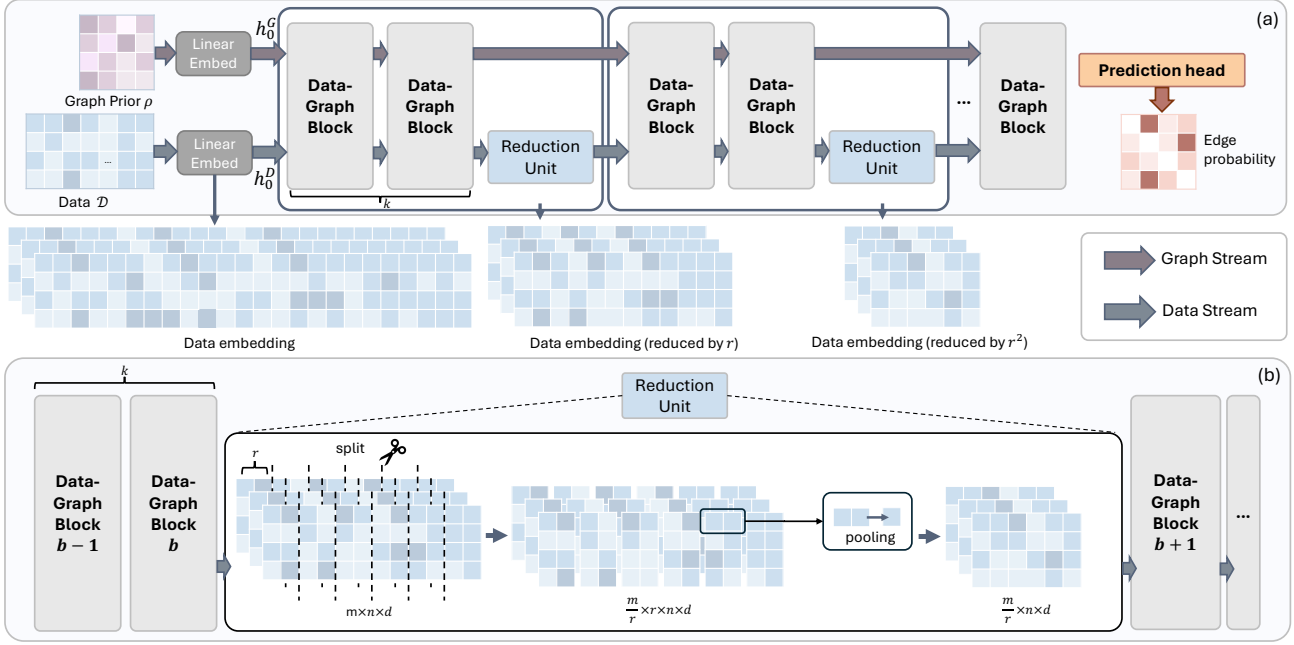 (a)
Graph Prior ρ
Linear
Embed
h₀ᴳ
Data 𝒟
...
Linear
Embed
h₀ᴰ
Data-
Graph
Block
Data-
Graph
Block
k
Reduction
Unit
Data-
Graph
Block
Data-
Graph
Block
Reduction
Unit
...
Data-
Graph
Block
Prediction head
Edge
probability
Data embedding
Data embedding (reduced by r)
Data embedding (reduced by r²)
Graph Stream
Data Stream
(b)
k
Data-
Graph
Block
b − 1
Data-
Graph
Block
b
Reduction
Unit
r
split
m×n×d
m/r ×r×n×d
pooling
m/r ×n×d
Data-
Graph
Block
b + 1
...